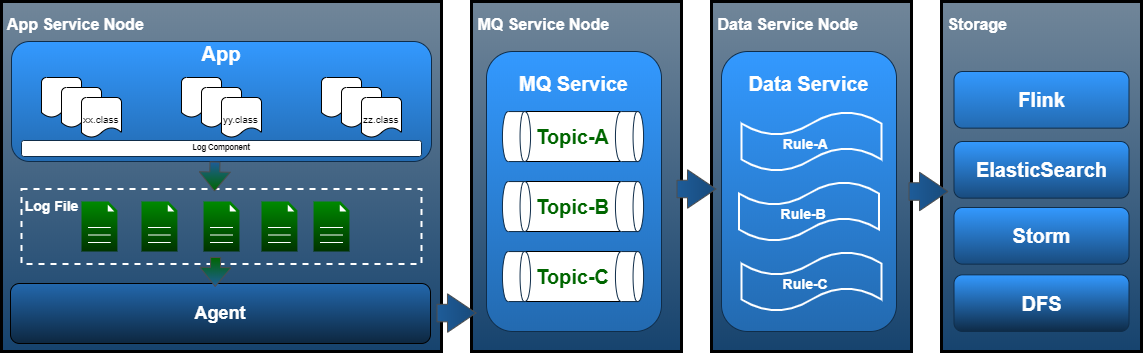 App Service Node
App
xx.class
yy.class
zz.class
Log Component
Log File
Agent
MQ Service Node
MQ Service
Topic-A
Topic-B
Topic-C
Data Service Node
Data Service
Rule-A
Rule-B
Rule-C
Storage
Flink
ElasticSearch
Storm
DFS